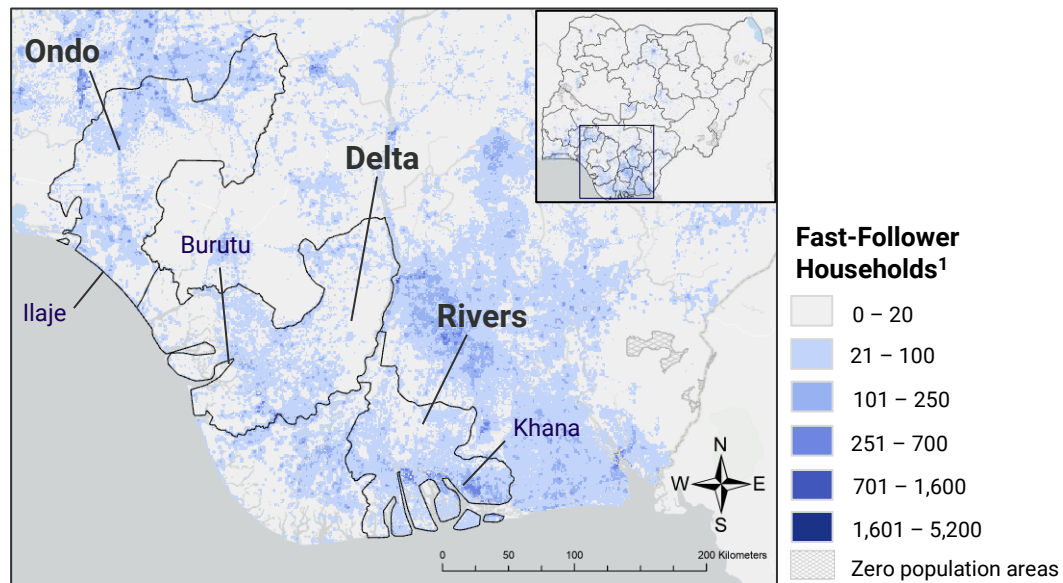 Ondo
Delta
Burutu
Ilaje
Rivers
Khana
N
W E
S
0 50 100 200 Kilometers
Fast-Follower
Households¹
0 – 20
21 – 100
101 – 250
251 – 700
701 – 1,600
1,601 – 5,200
Zero population areas